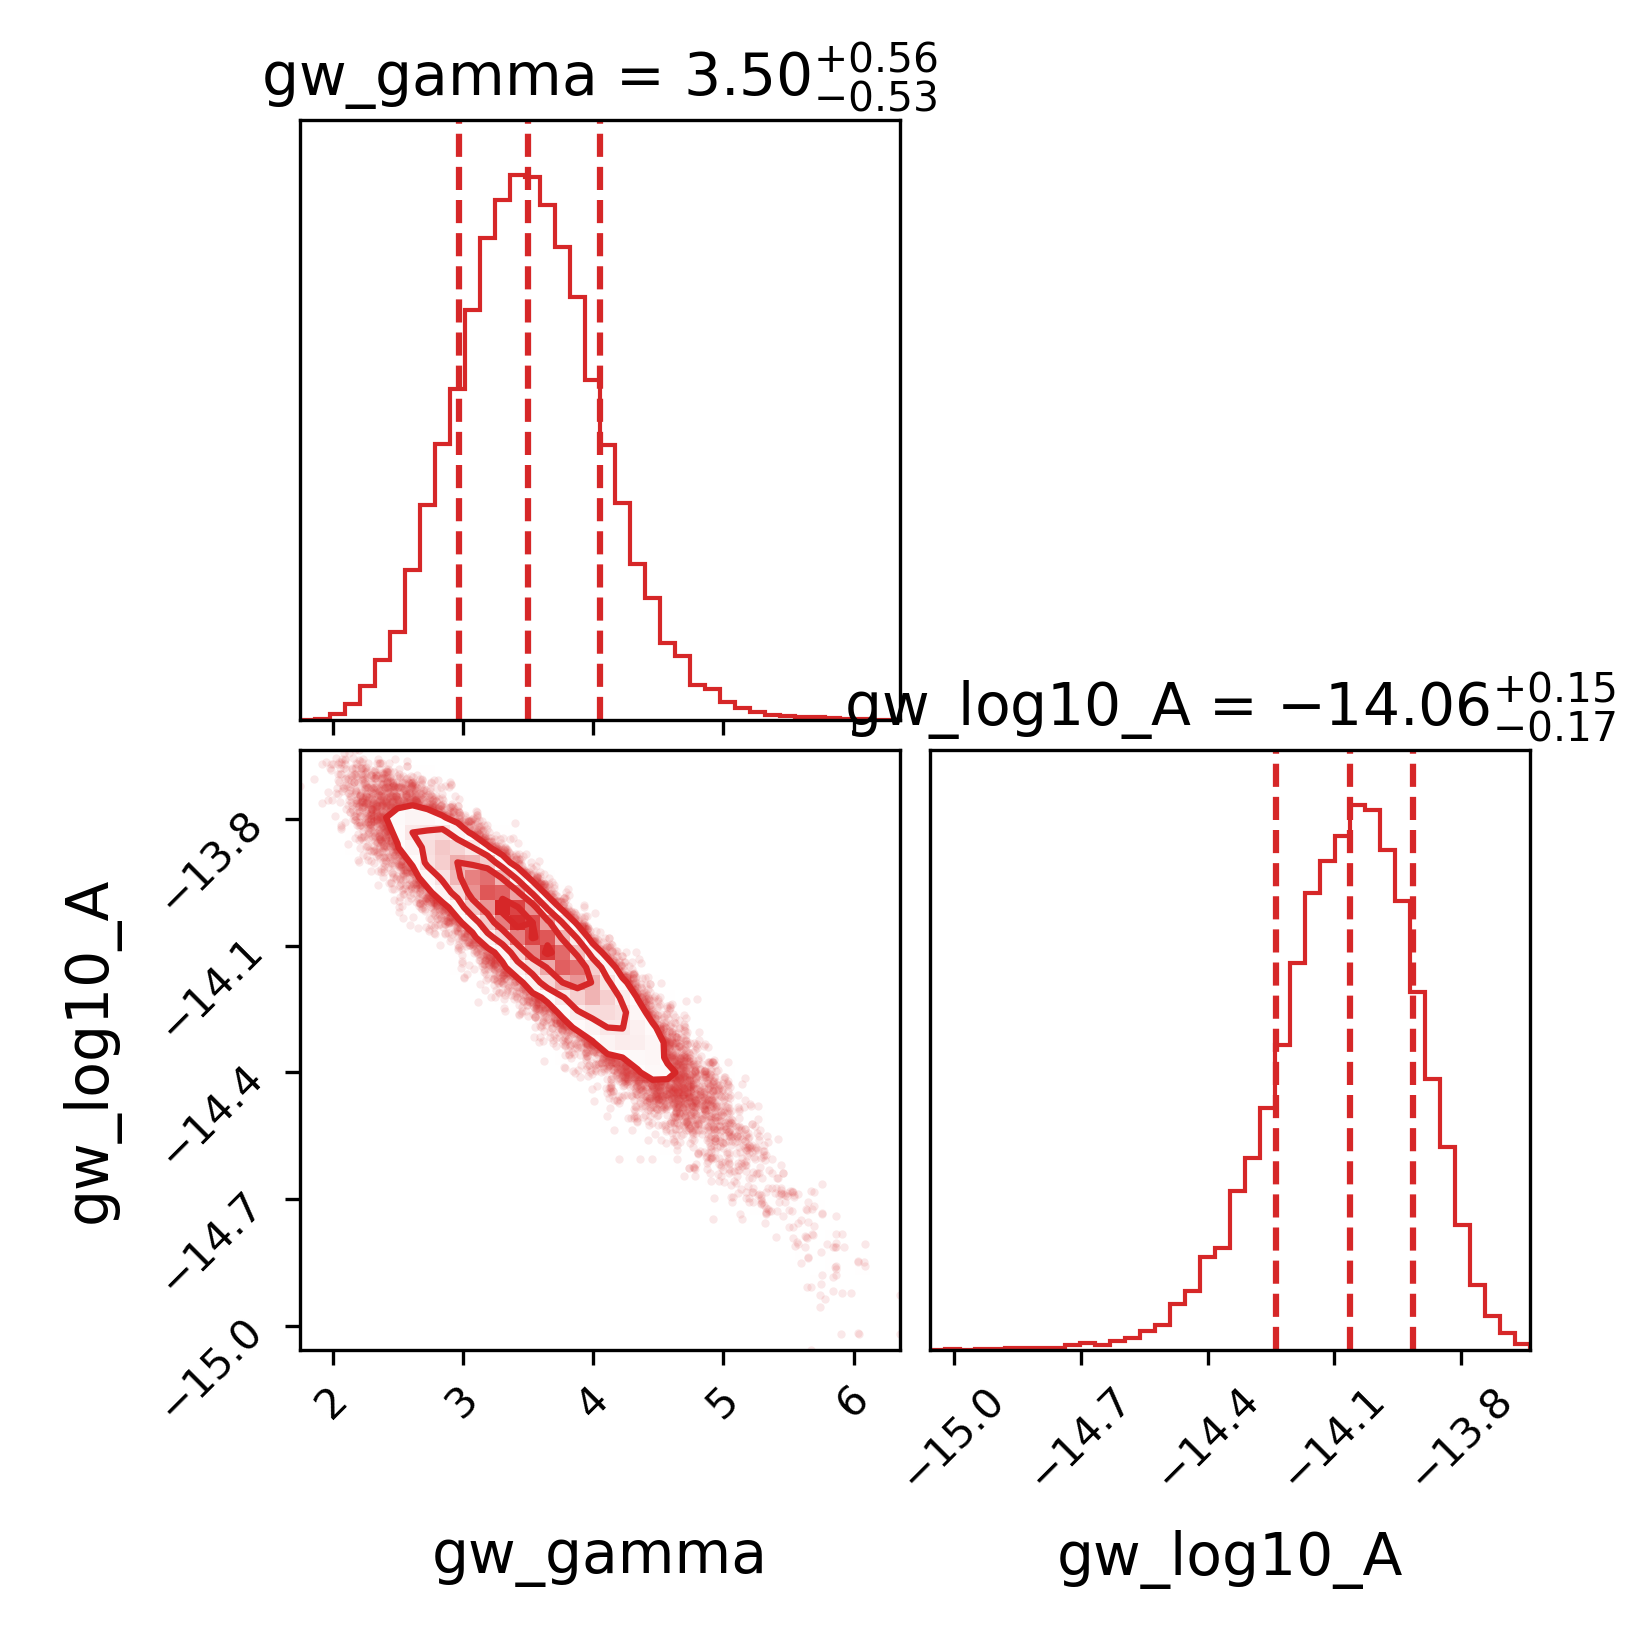 gw_gamma = 3.50+0.56 −0.53
gw_log10_A = −14.06+0.15 −0.17
gw_log10_A
−13.8
−14.1
−14.4
−14.7
−15.0
2 3 4 5 6
−15.0 −14.7 −14.4 −14.1 −13.8
gw_gamma
gw_log10_A